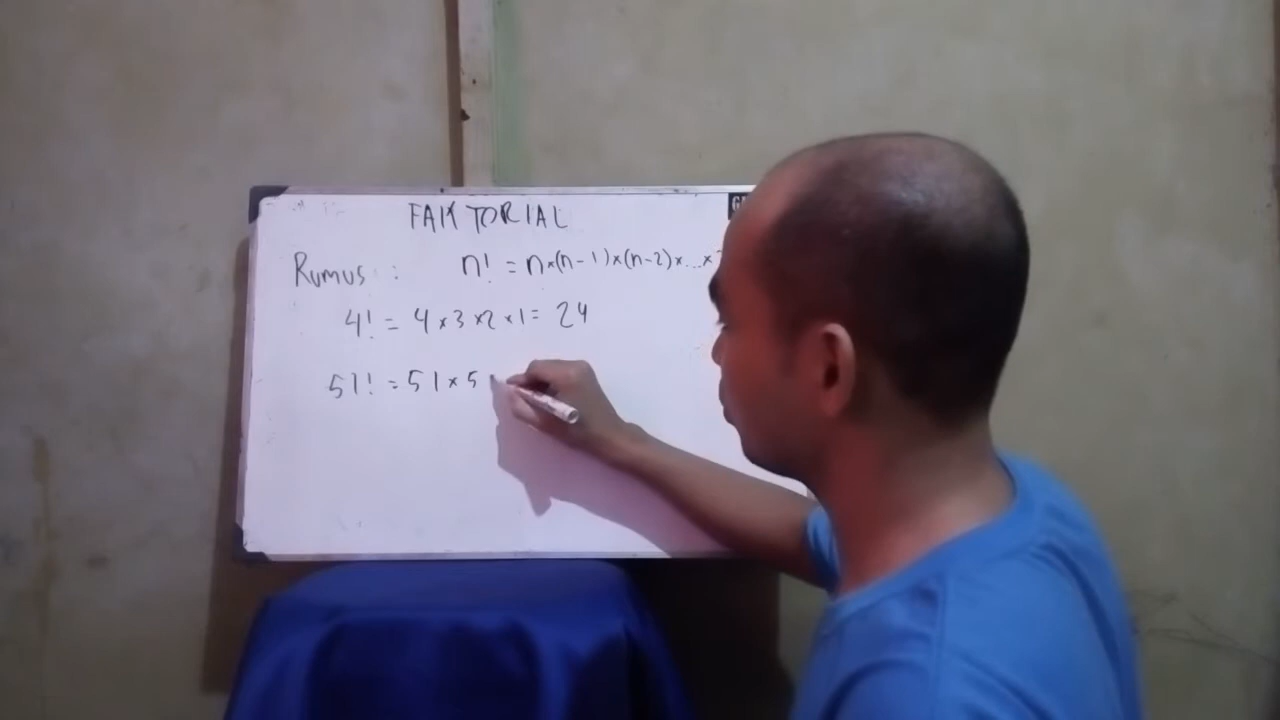 FAKTORIAL
Rumus : n! = n×(n-1)×(n-2)×...×
4! = 4×3×2×1= 24
51! = 51×5